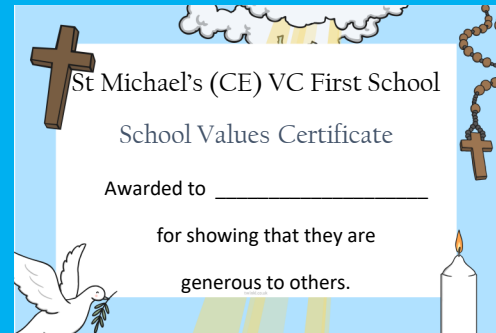 St Michael's (CE) VC First School
School Values Certificate
Awarded to ____________________
for showing that they are
generous to others.